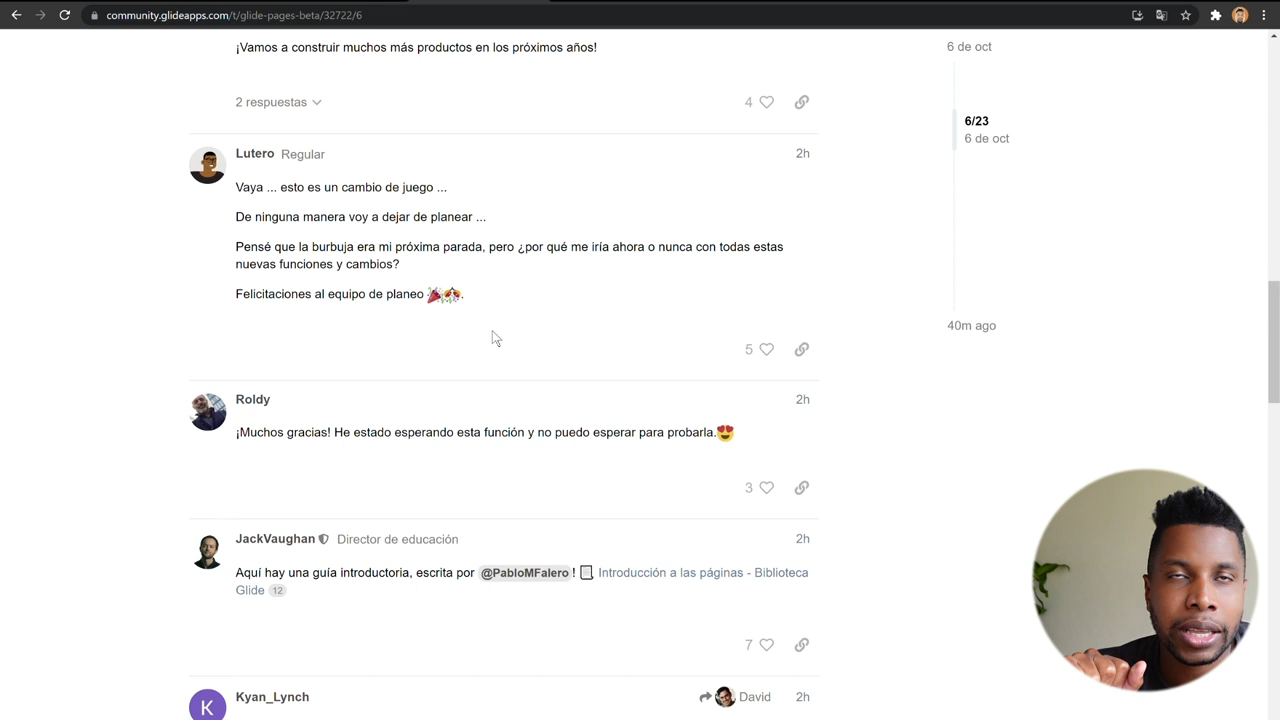 community.glideapps.com/t/glide-pages-beta/32722/6
¡Vamos a construir muchos más productos en los próximos años!
6 de oct
2 respuestas
4
6/23
6 de oct
Lutero Regular
2h
Vaya ... esto es un cambio de juego ...
De ninguna manera voy a dejar de planear ...
Pensé que la burbuja era mi próxima parada, pero ¿por qué me iría ahora o nunca con todas estas
nuevas funciones y cambios?
Felicitaciones al equipo de planeo 🎉🎊.
40m ago
5
Roldy
2h
¡Muchos gracias! He estado esperando esta función y no puedo esperar para probarla.😍
3
JackVaughan Director de educación
2h
Aquí hay una guía introductoria, escrita por @PabloMFalero ! Introducción a las páginas - Biblioteca
Glide 12
7
K
Kyan_Lynch
David
2h